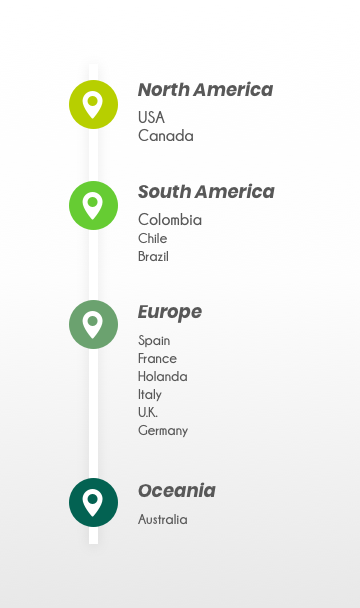 North America
USA
Canada
South America
Colombia
Chile
Brazil
Europe
Spain
France
Holanda
Italy
U.K.
Germany
Oceania
Australia